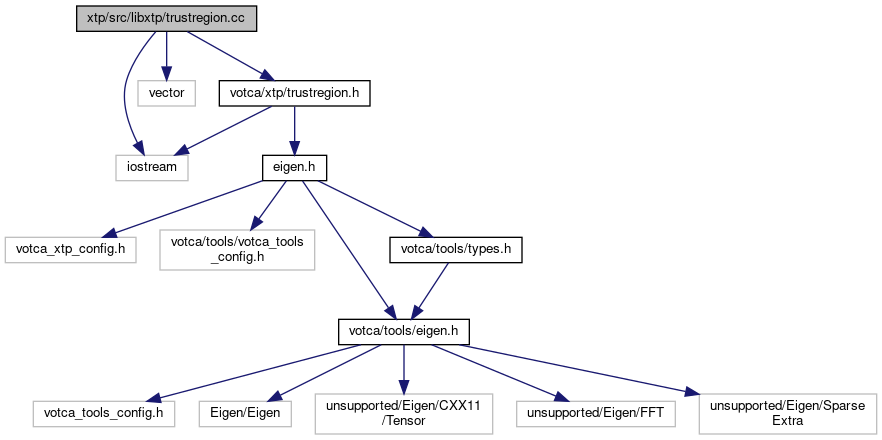 xtp/src/libxtp/trustregion.cc
vector
votca/xtp/trustregion.h
iostream
eigen.h
votca_xtp_config.h
votca/tools/votca_tools
_config.h
votca/tools/types.h
votca/tools/eigen.h
votca_tools_config.h
Eigen/Eigen
unsupported/Eigen/CXX11
/Tensor
unsupported/Eigen/FFT
unsupported/Eigen/Sparse
Extra